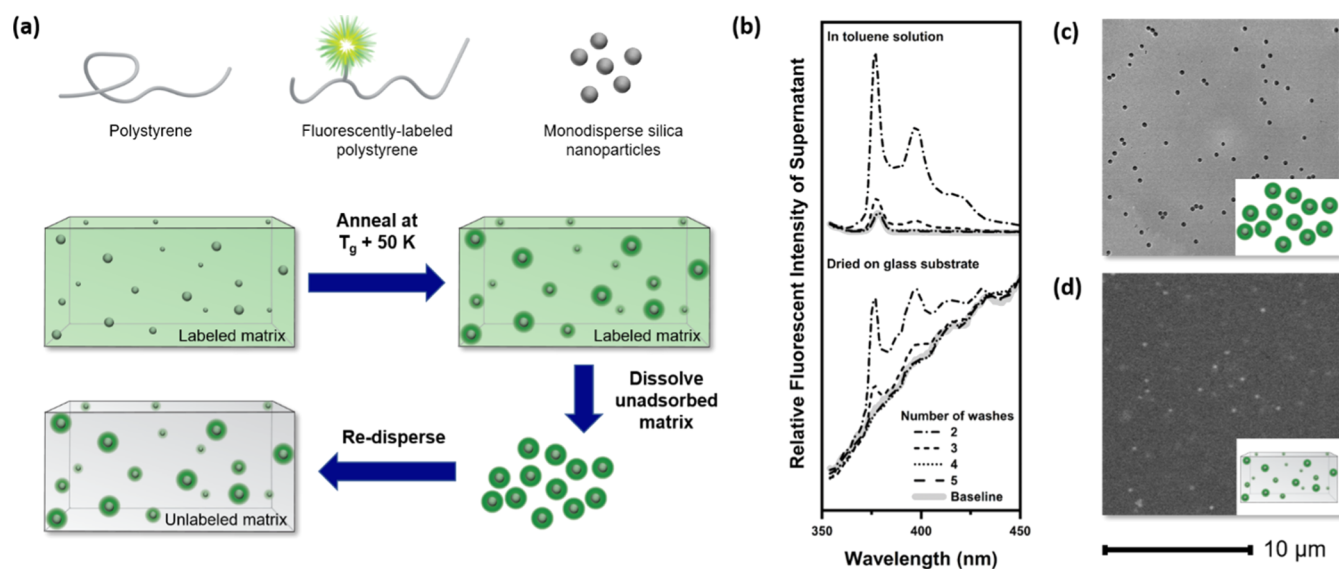 (a)
Polystyrene
Fluorescently-labeled
polystyrene
Monodisperse silica
nanoparticles
Labeled matrix
Anneal at
Tg + 50 K
Labeled matrix
Dissolve
unadsorbed
matrix
Re-disperse
Unlabeled matrix
(b)
Relative Fluorescent Intensity of Supernatant
In toluene solution
Dried on glass substrate
Number of washes
2
3
4
5
Baseline
350
400
450
Wavelength (nm)
(c)
(d)
10 µm